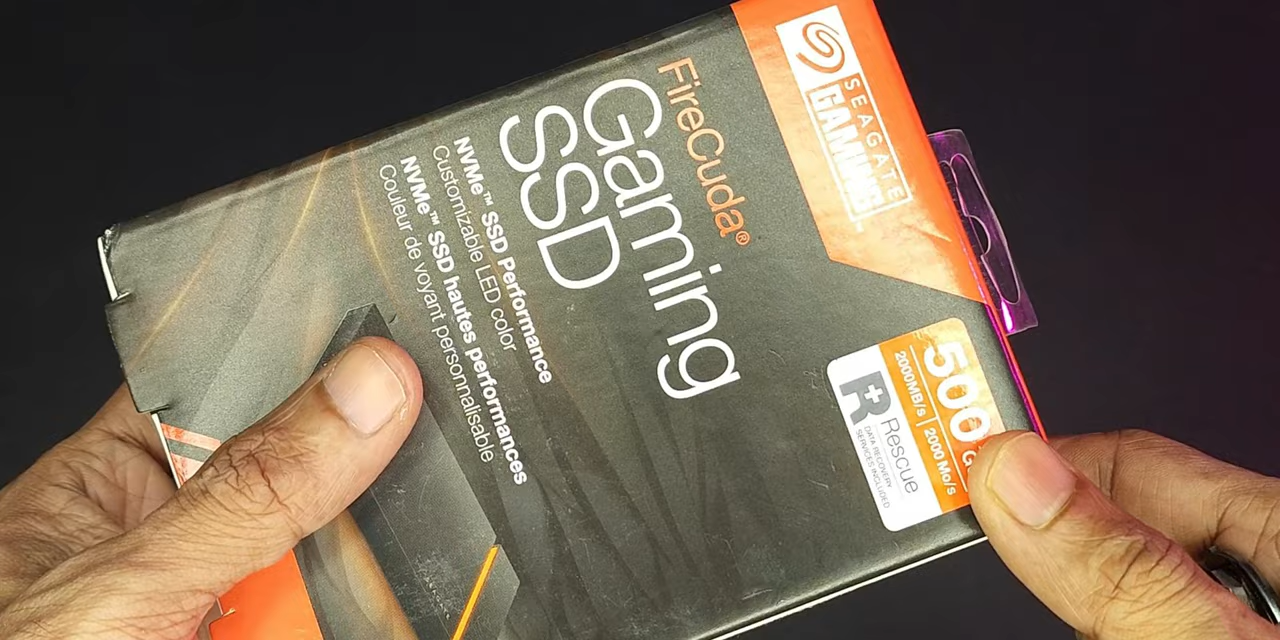 SEAGATE
GAMING™
FireCuda®
Gaming
SSD
NVMe™ SSD Performance
Customizable LED color
NVMe™ SSD hautes performances
Couleur de voyant personnalisable
500
2000MB/s | 2000 Mo/s
R
Rescue
DATA RECOVERY
SERVICES INCLUDED